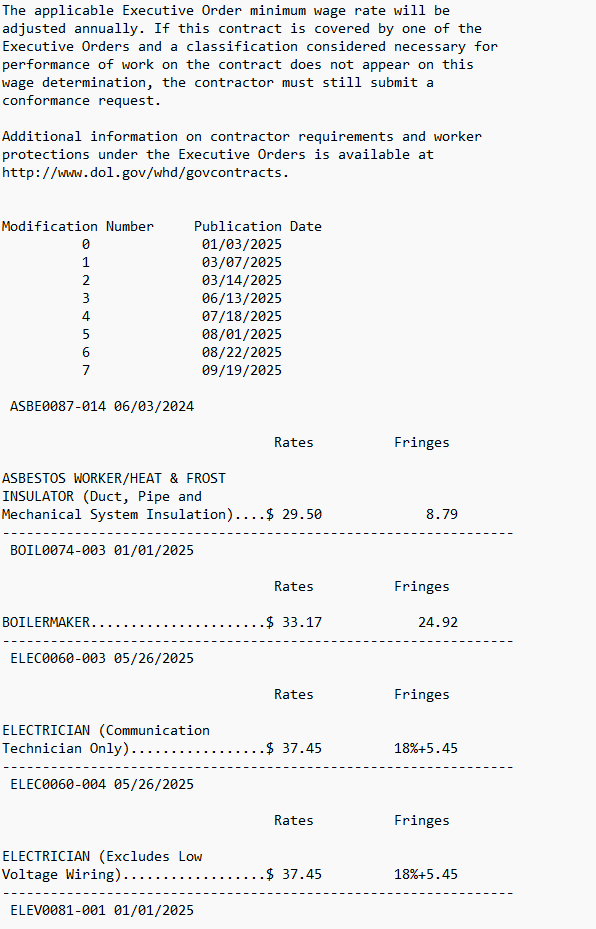 The applicable Executive Order minimum wage rate will be
adjusted annually. If this contract is covered by one of the
Executive Orders and a classification considered necessary for
performance of work on the contract does not appear on this
wage determination, the contractor must still submit a
conformance request.

Additional information on contractor requirements and worker
protections under the Executive Orders is available at
http://www.dol.gov/whd/govcontracts.

Modification Number     Publication Date
          0              01/03/2025
          1              03/07/2025
          2              03/14/2025
          3              06/13/2025
          4              07/18/2025
          5              08/01/2025
          6              08/22/2025
          7              09/19/2025

 ASBE0087-014 06/03/2024

                                  Rates          Fringes

ASBESTOS WORKER/HEAT & FROST
INSULATOR (Duct, Pipe and
Mechanical System Insulation)....$ 29.50             8.79
----------------------------------------------------------------
 BOIL0074-003 01/01/2025

                                  Rates          Fringes

BOILERMAKER......................$ 33.17            24.92
----------------------------------------------------------------
 ELEC0060-003 05/26/2025

                                  Rates          Fringes

ELECTRICIAN (Communication
Technician Only).................$ 37.45         18%+5.45
----------------------------------------------------------------
 ELEC0060-004 05/26/2025

                                  Rates          Fringes

ELECTRICIAN (Excludes Low
Voltage Wiring)..................$ 37.45         18%+5.45
----------------------------------------------------------------
 ELEV0081-001 01/01/2025